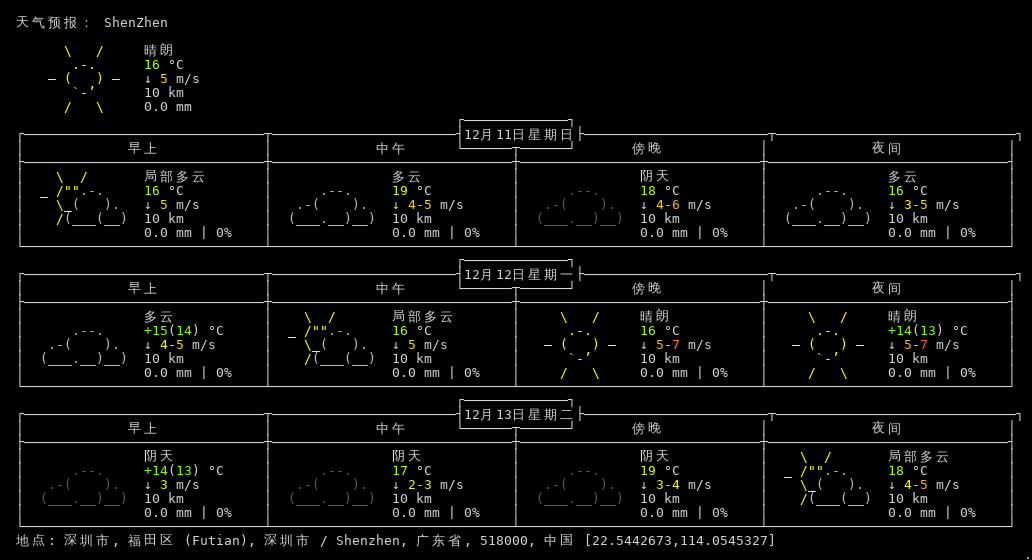 天气预报： ShenZhen
晴朗
16 °C
↓ 5 m/s
10 km
0.0 mm
12月11日星期日
早上 中午 傍晚 夜间
局部多云 多云 阴天 多云
16 °C 19 °C 18 °C 16 °C
↓ 5 m/s ↓ 4-5 m/s ↓ 4-6 m/s ↓ 3-5 m/s
10 km 10 km 10 km 10 km
0.0 mm | 0% 0.0 mm | 0% 0.0 mm | 0% 0.0 mm | 0%
12月12日星期一
早上 中午 傍晚 夜间
多云 局部多云 晴朗 晴朗
+15(14) °C 16 °C 16 °C +14(13) °C
↓ 4-5 m/s ↓ 5 m/s ↓ 5-7 m/s ↓ 5-7 m/s
10 km 10 km 10 km 10 km
0.0 mm | 0% 0.0 mm | 0% 0.0 mm | 0% 0.0 mm | 0%
12月13日星期二
早上 中午 傍晚 夜间
阴天 阴天 阴天 局部多云
+14(13) °C 17 °C 19 °C 18 °C
↓ 3 m/s ↓ 2-3 m/s ↓ 3-4 m/s ↓ 4-5 m/s
10 km 10 km 10 km 10 km
0.0 mm | 0% 0.0 mm | 0% 0.0 mm | 0% 0.0 mm | 0%
地点: 深圳市, 福田区 (Futian), 深圳市 / Shenzhen, 广东省, 518000, 中国 [22.5442673,114.0545327]